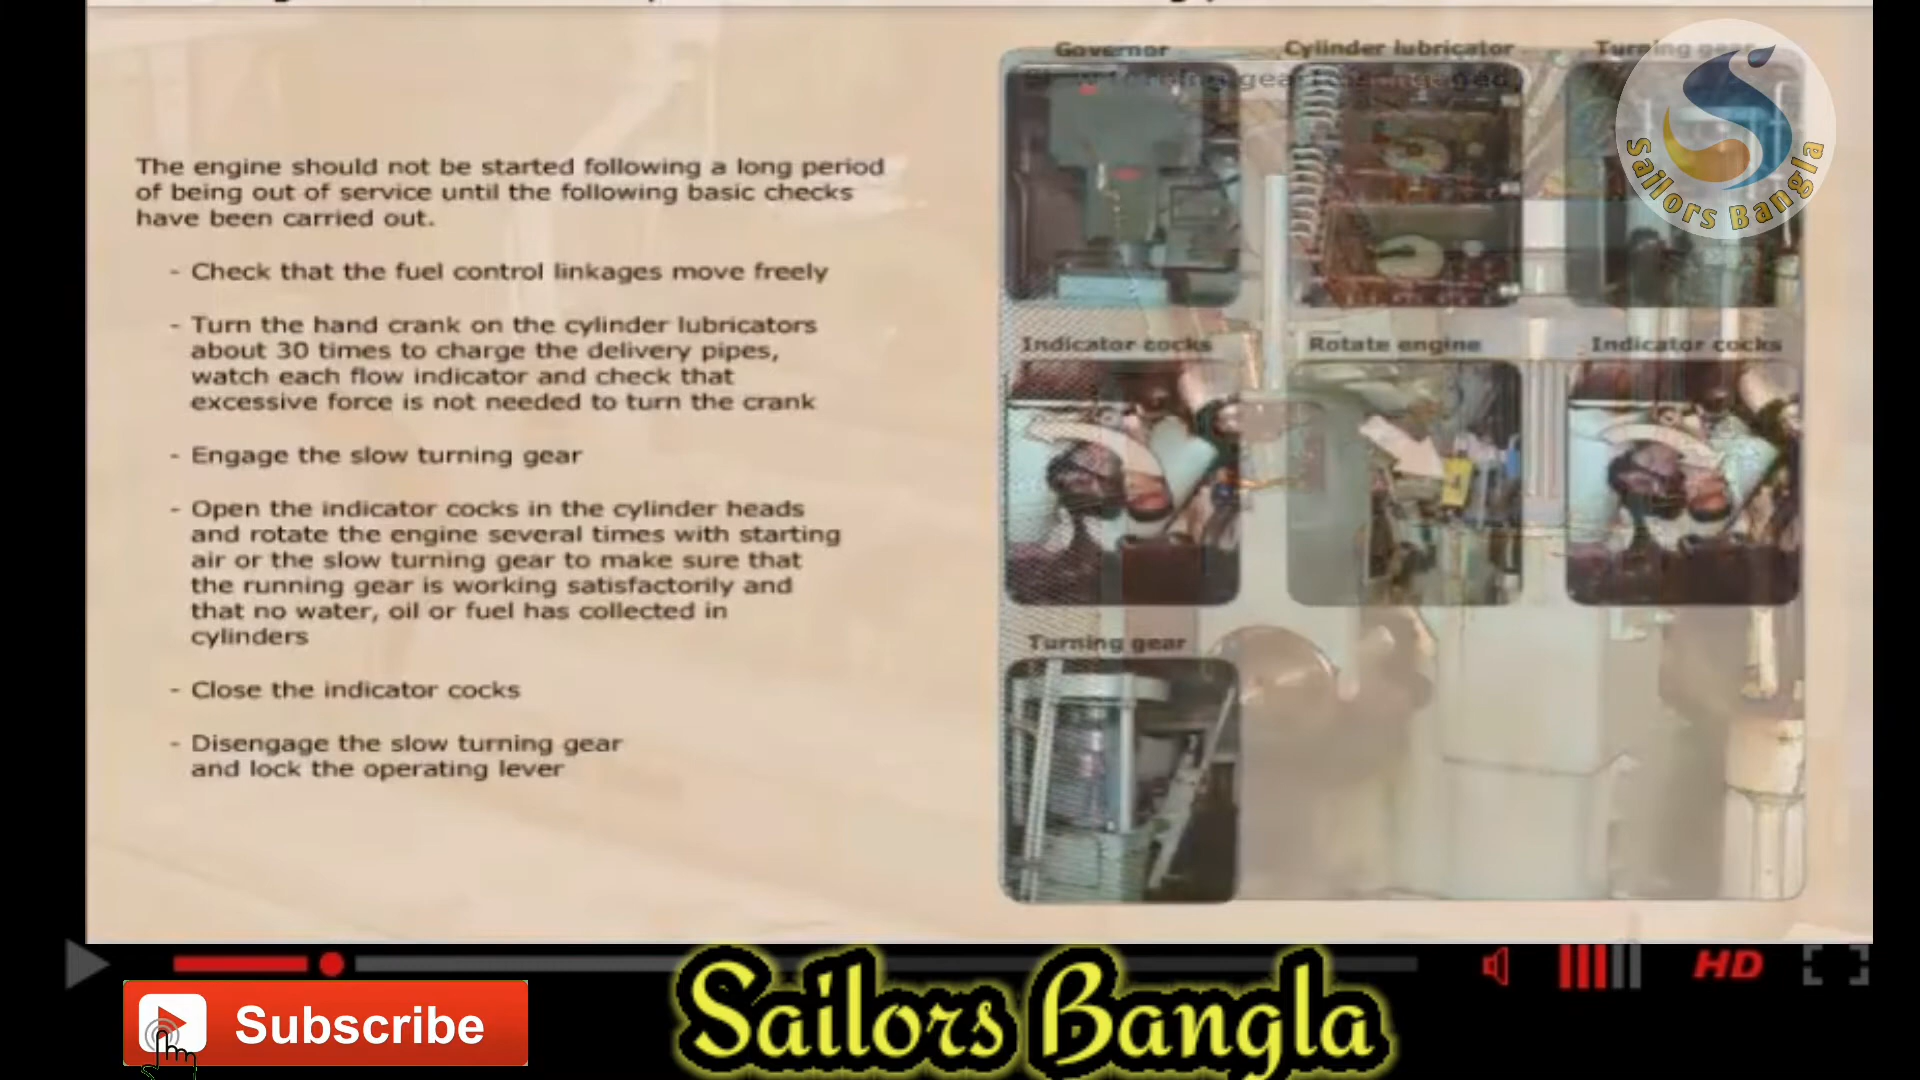 The engine should not be started following a long period
of being out of service until the following basic checks
have been carried out.
- Check that the fuel control linkages move freely
- Turn the hand crank on the cylinder lubricators
about 30 times to charge the delivery pipes,
watch each flow indicator and check that
excessive force is not needed to turn the crank
- Engage the slow turning gear
- Open the indicator cocks in the cylinder heads
and rotate the engine several times with starting
air or the slow turning gear to make sure that
the running gear is working satisfactorily and
that no water, oil or fuel has collected in
cylinders
- Close the indicator cocks
- Disengage the slow turning gear
and lock the operating lever
Governor
Cylinder lubricator
Turning gear
Indicator cocks
Rotate engine
Indicator cocks
Turning gear
Sailors Bangla
HD
Subscribe
Sailors Bangla